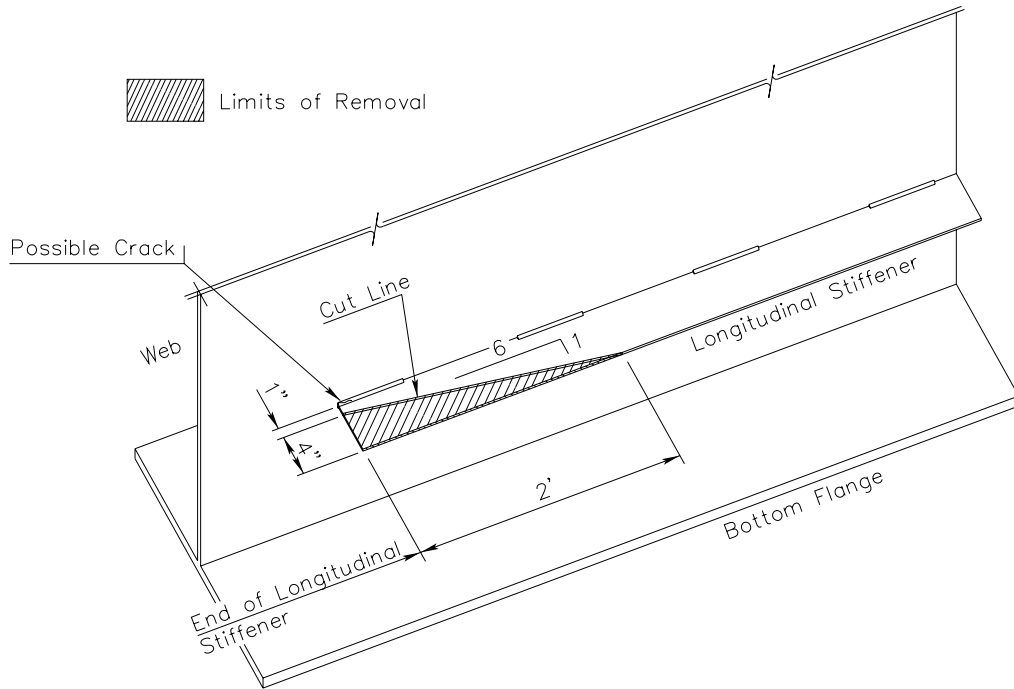 Limits of Removal
Possible Crack
Cut Line
Web
6
1
Longitudinal Stiffener
1"
4"
2'
Bottom Flange
End of Longitudinal
Stiffener